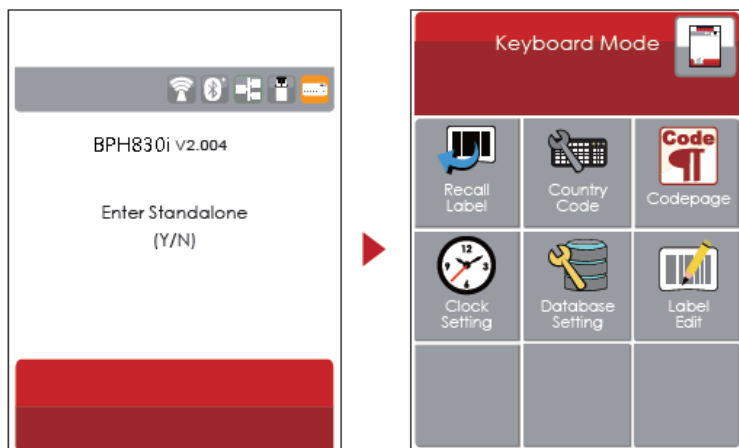 BPH830i V2.004
Enter Standalone
(Y/N)
Keyboard Mode
Recall
Label
Country
Code
Code
Codepage
Clock
Setting
12
9
3
6
Database
Setting
Label
Edit